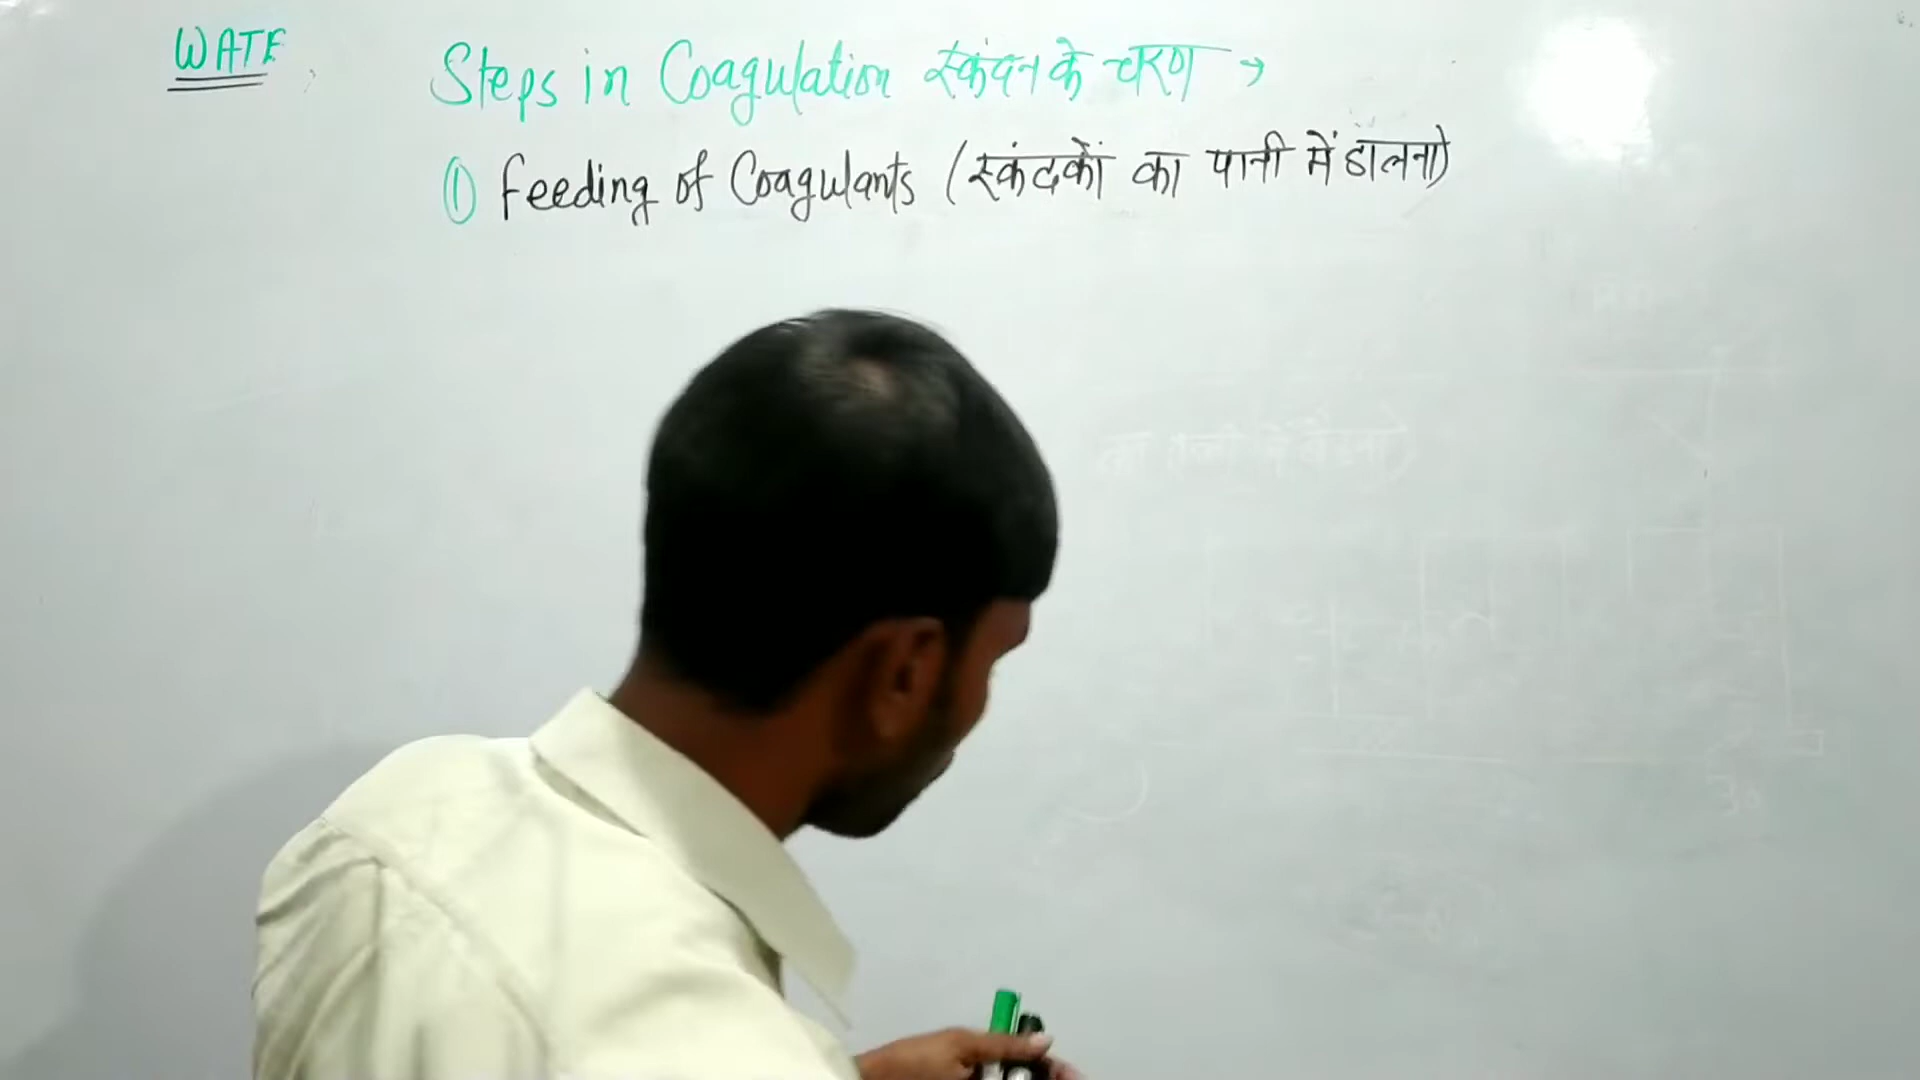 WATE
Steps in Coagulation स्कंदन के चरण →
① Feeding of Coagulants (स्कंदकों का पानी में डालना)